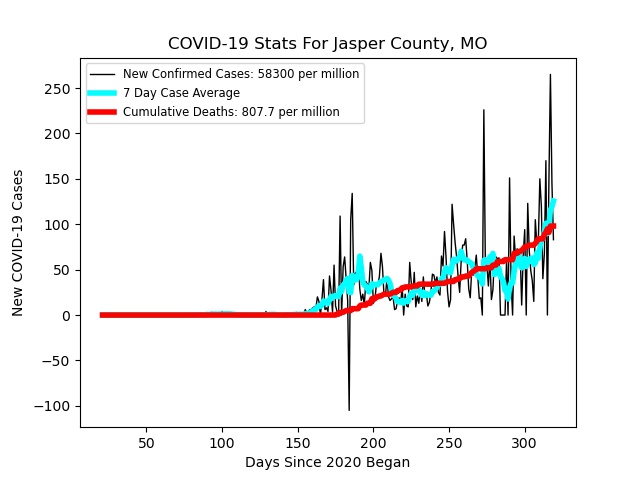 COVID-19 Stats For Jasper County, MO
New Confirmed Cases: 58300 per million
7 Day Case Average
Cumulative Deaths: 807.7 per million
New COVID-19 Cases
250
200
150
100
50
0
−50
−100
50 100 150 200 250 300
Days Since 2020 Began